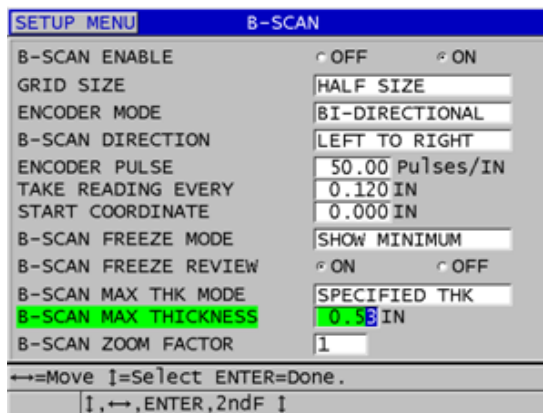 SETUP MENU B-SCAN
B-SCAN ENABLE OFF ON
GRID SIZE HALF SIZE
ENCODER MODE BI-DIRECTIONAL
B-SCAN DIRECTION LEFT TO RIGHT
ENCODER PULSE 50.00 Pulses/IN
TAKE READING EVERY 0.120 IN
START COORDINATE 0.000 IN
B-SCAN FREEZE MODE SHOW MINIMUM
B-SCAN FREEZE REVIEW ON OFF
B-SCAN MAX THK MODE SPECIFIED THK
B-SCAN MAX THICKNESS 0.53 IN
B-SCAN ZOOM FACTOR 1
↔=Move ↕=Select ENTER=Done.
↕,↔,ENTER,2ndF ↕